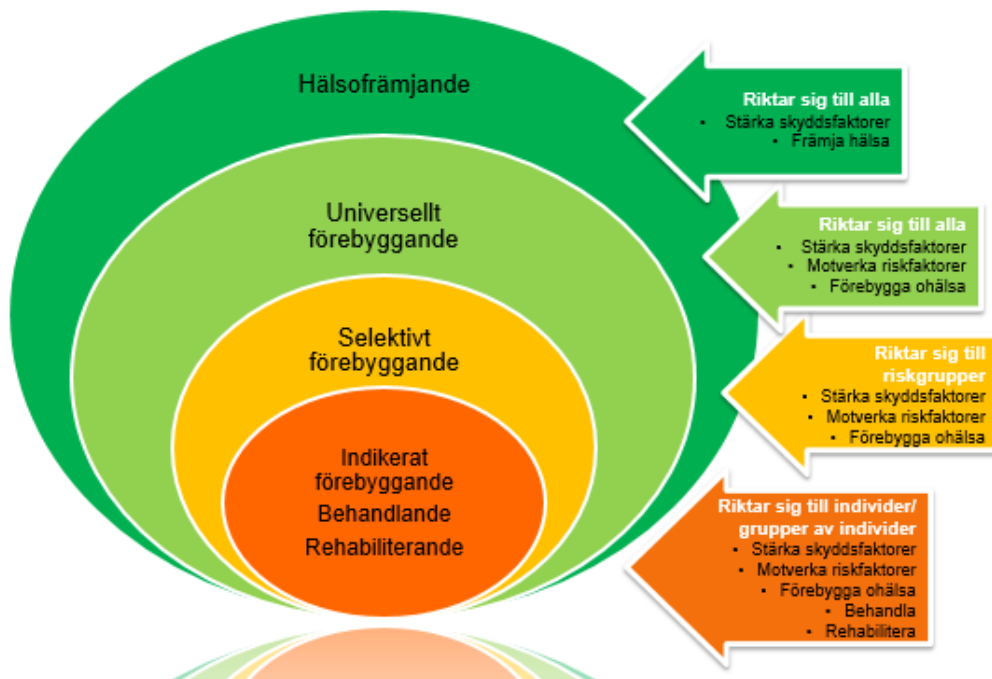 Hälsofrämjande
Universellt
förebyggande
Selektivt
förebyggande
Indikerat
förebyggande
Behandlande
Rehabiliterande
Riktar sig till alla
• Stärka skyddsfaktorer
• Främja hälsa
Riktar sig till alla
• Stärka skyddsfaktorer
• Motverka riskfaktorer
• Förebygga ohälsa
Riktar sig till
riskgrupper
• Stärka skyddsfaktorer
• Motverka riskfaktorer
• Förebygga ohälsa
Riktar sig till individer/
grupper av individer
• Stärka skyddsfaktorer
• Motverka riskfaktorer
• Förebygga ohälsa
• Behandla
• Rehabilitera